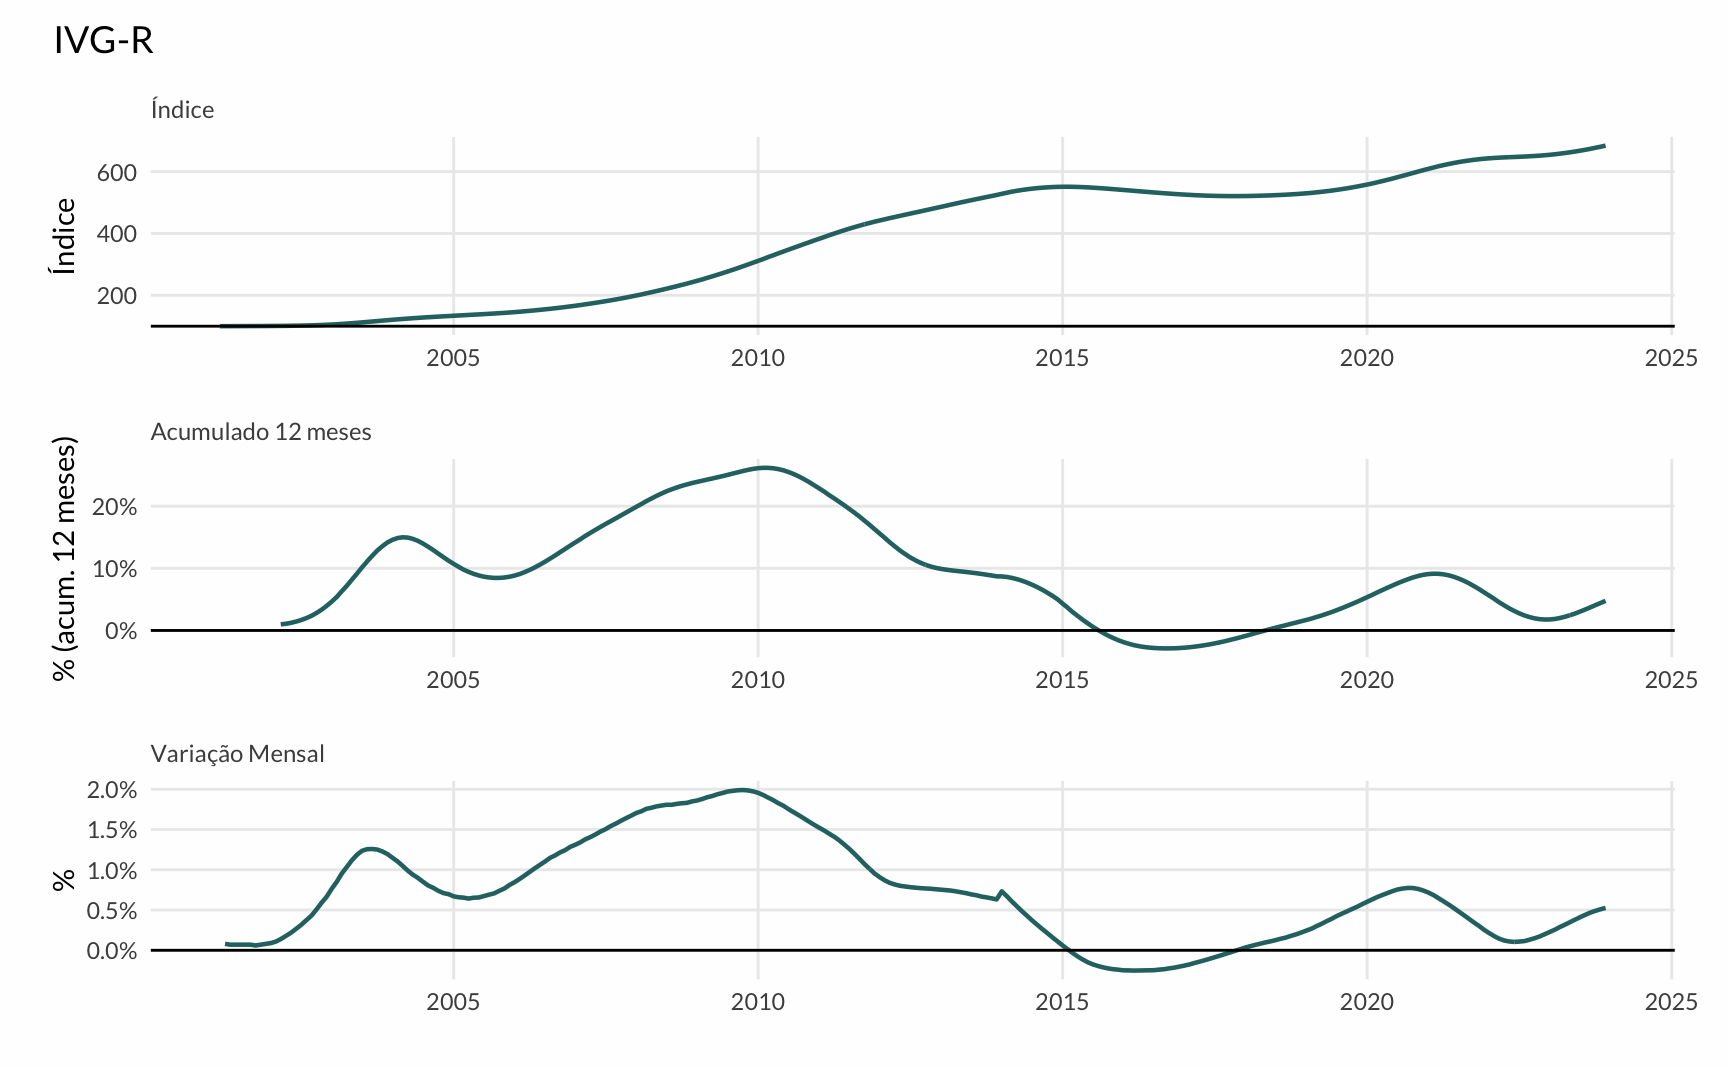 IVG-R
Índice
Índice
600
400
200
2005 2010 2015 2020 2025
Acumulado 12 meses
% (acum. 12 meses)
20%
10%
0%
2005 2010 2015 2020 2025
Variação Mensal
%
2.0%
1.5%
1.0%
0.5%
0.0%
2005 2010 2015 2020 2025